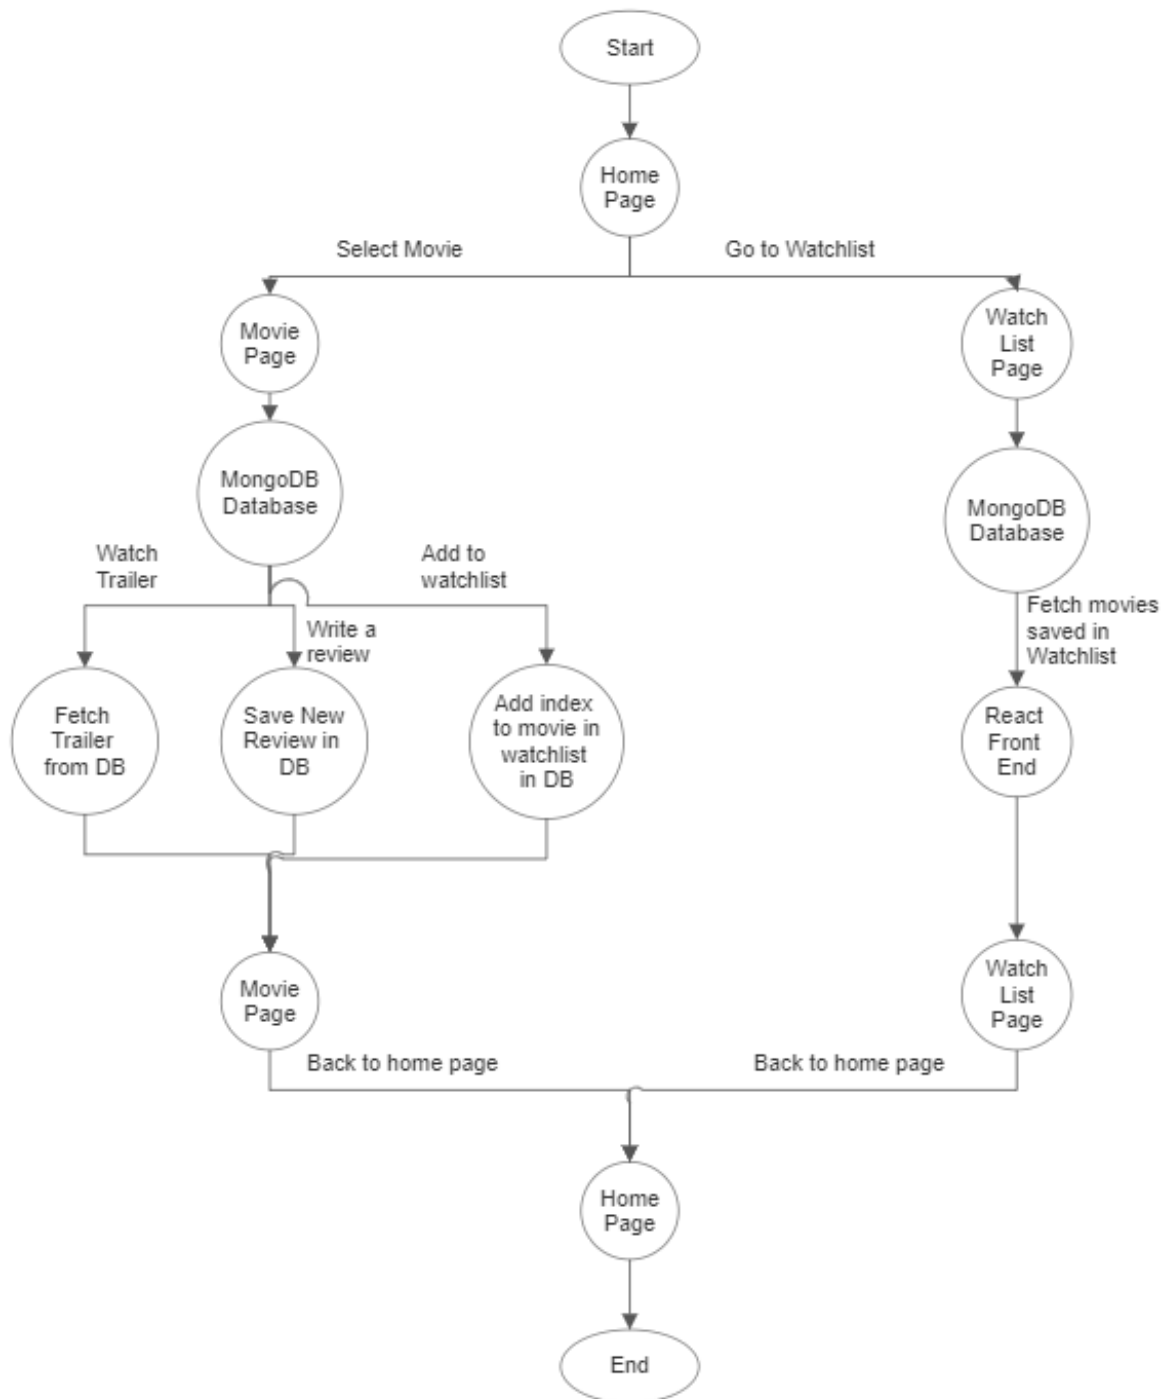 Start
Home
Page
Select Movie
Go to Watchlist
Movie
Page
Watch
List
Page
MongoDB
Database
MongoDB
Database
Watch
Trailer
Add to
watchlist
Write a
review
Fetch movies
saved in
Watchlist
Fetch
Trailer
from DB
Save New
Review in
DB
Add index
to movie in
watchlist
in DB
React
Front
End
Movie
Page
Watch
List
Page
Back to home page
Back to home page
Home
Page
End